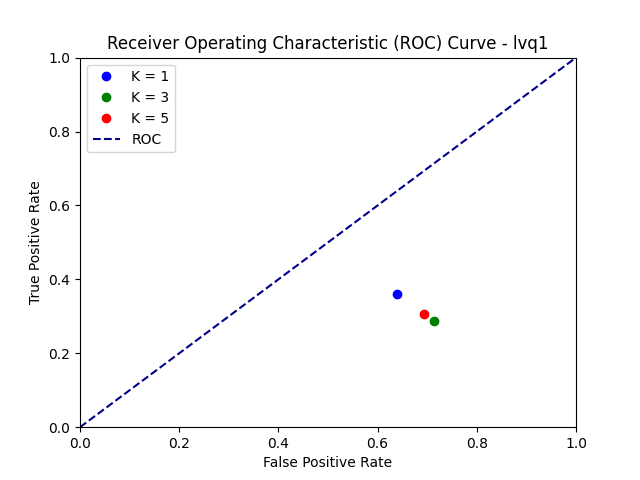 Receiver Operating Characteristic (ROC) Curve - lvq1
K = 1
K = 3
K = 5
ROC
True Positive Rate
1.0
0.8
0.6
0.4
0.2
0.0
0.0 0.2 0.4 0.6 0.8 1.0
False Positive Rate